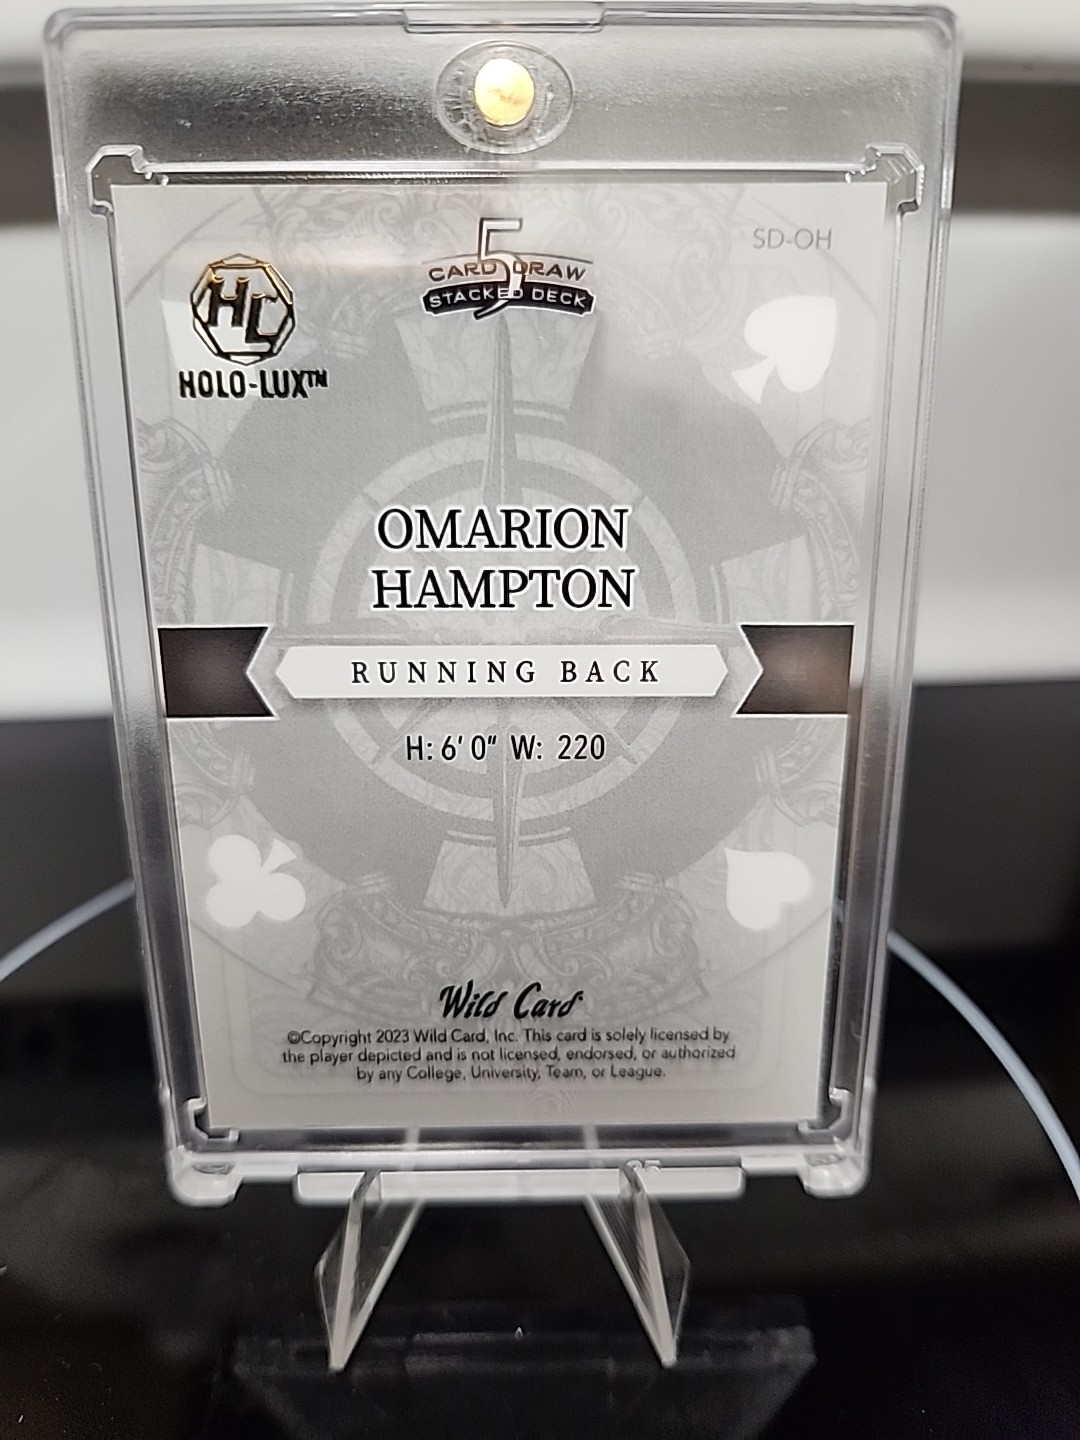 SD-OH
5
CARD DRAW
STACKED DECK
HC
HOLO-LUX™
OMARION
HAMPTON
RUNNING BACK
H: 6' 0" W: 220
Wild Card
©Copyright 2023 Wild Card, Inc. This card is solely licensed by
the player depicted and is not licensed, endorsed, or authorized
by any College, University, Team, or League.